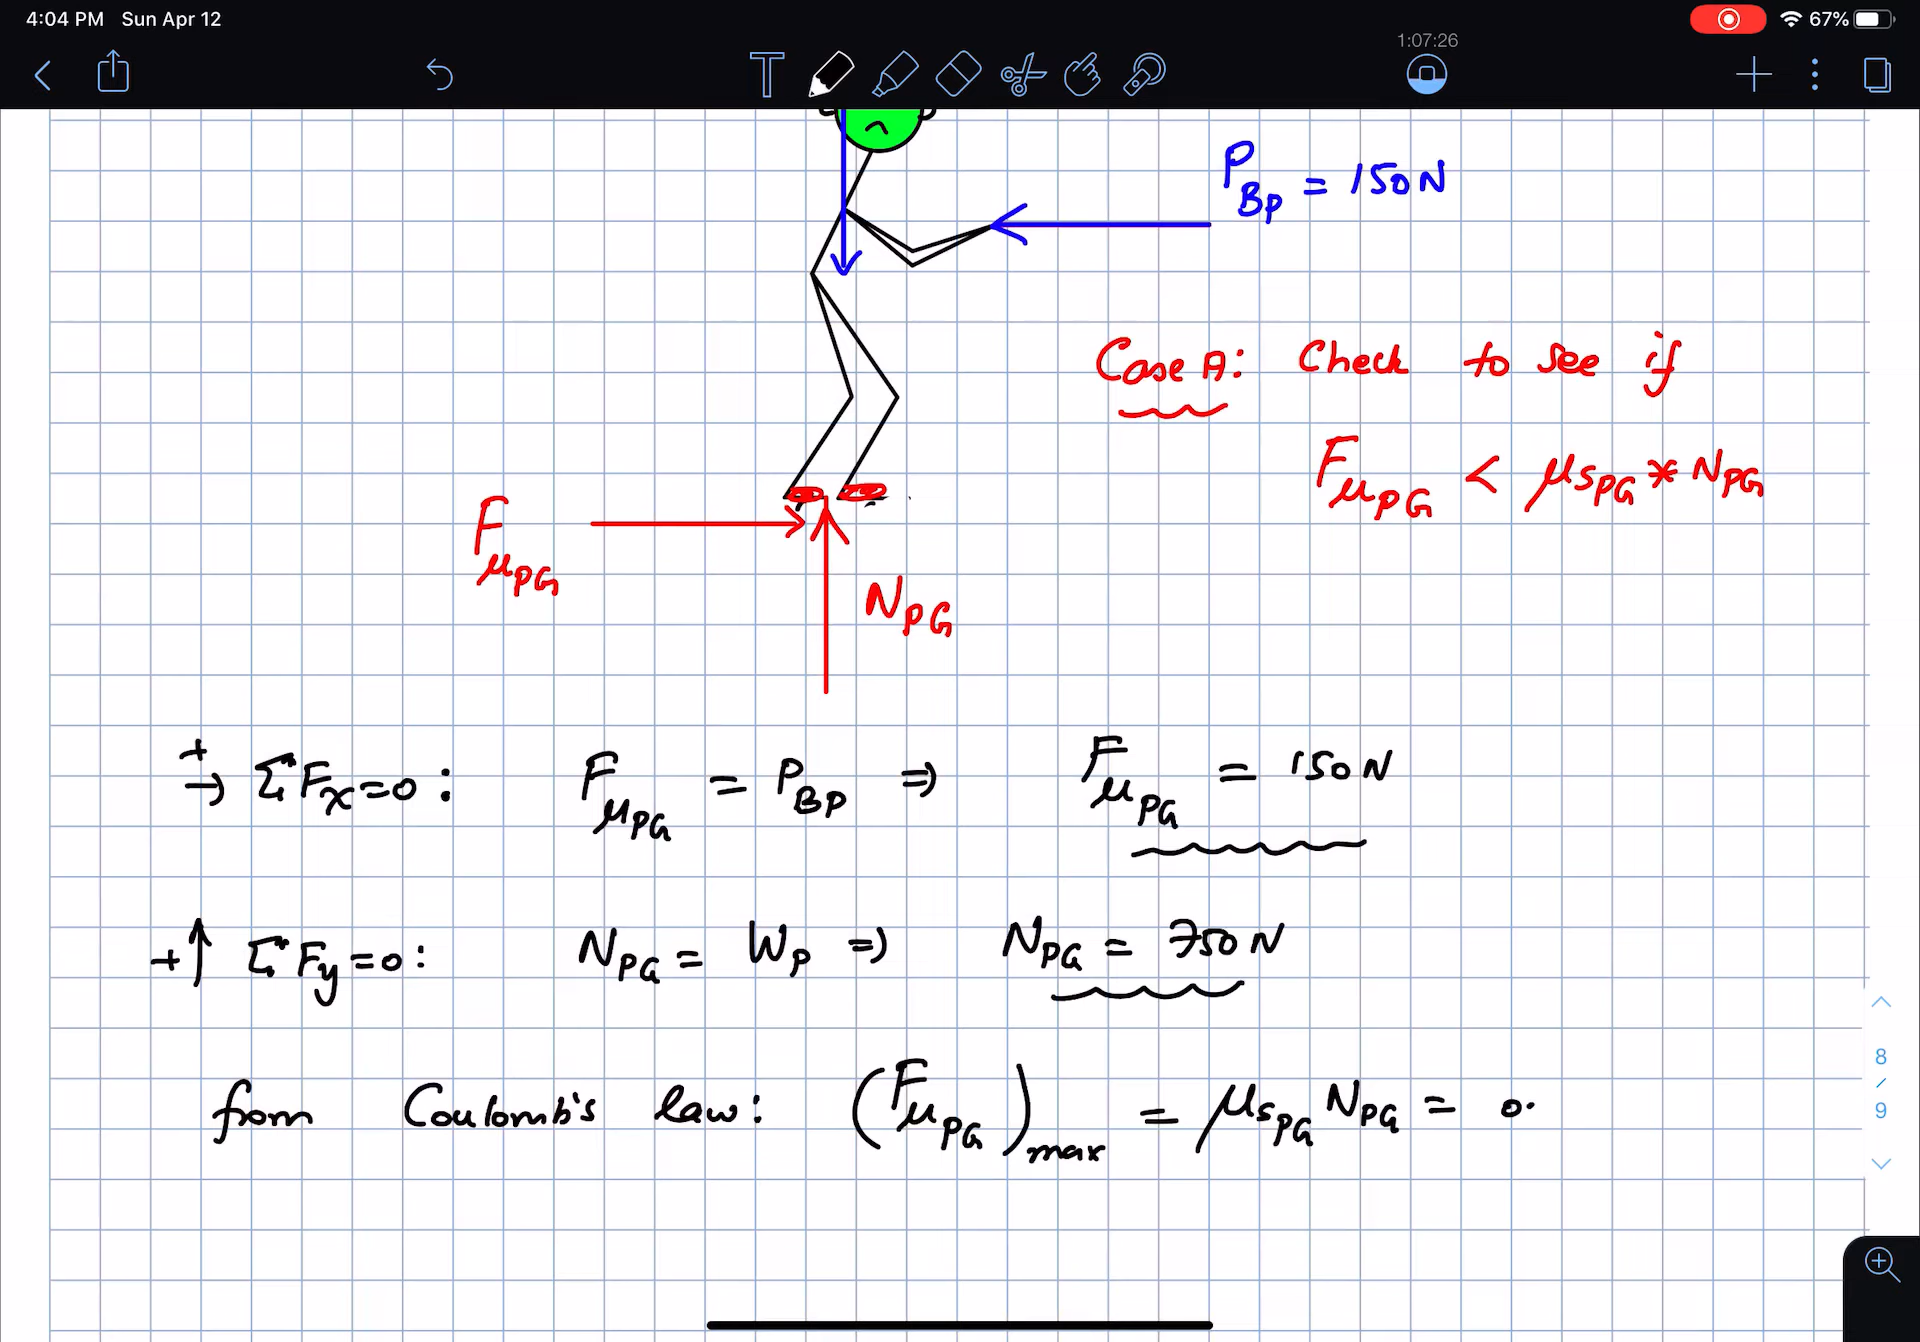 4:04 PM Sun Apr 12
67%
1:07:26
P_BP = 150N
Case A: Check to see if
F_μPG < μ_sPG * N_PG
F_μPG
N_PG
+→ ΣFx=0: F_μPG = P_BP ⇒ F_μPG = 150N
+↑ ΣFy=0: N_PG = W_P ⇒ N_PG = 750N
from Coulomb's law: (F_μPG)max = μ_sPG N_PG = 0.
8
/
9